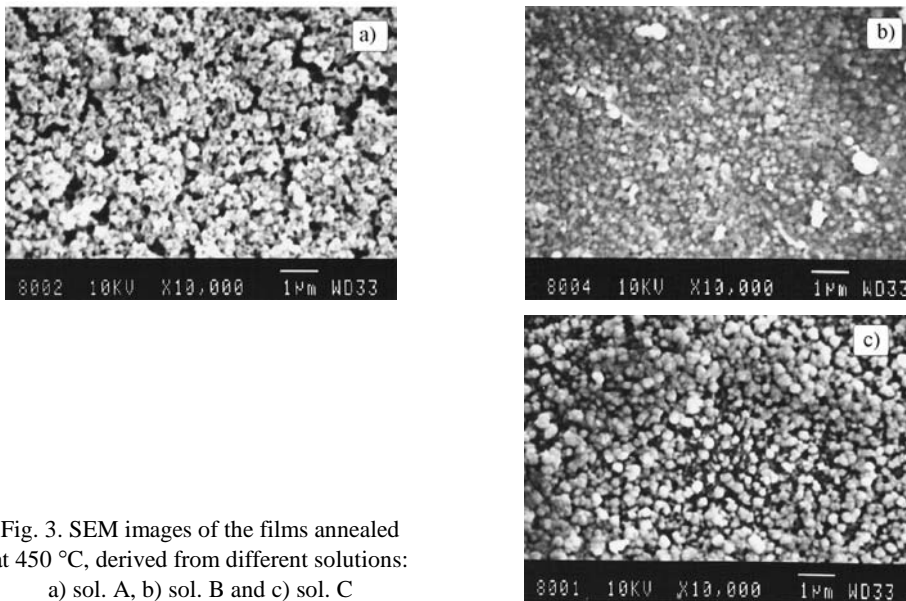 a)
8002 10KV X10,000 1µm WD33
b)
8004 10KV X10,000 1µm WD33
c)
8001 10KV X10,000 1µm WD33
Fig. 3. SEM images of the films annealed
at 450 °C, derived from different solutions:
a) sol. A, b) sol. B and c) sol. C